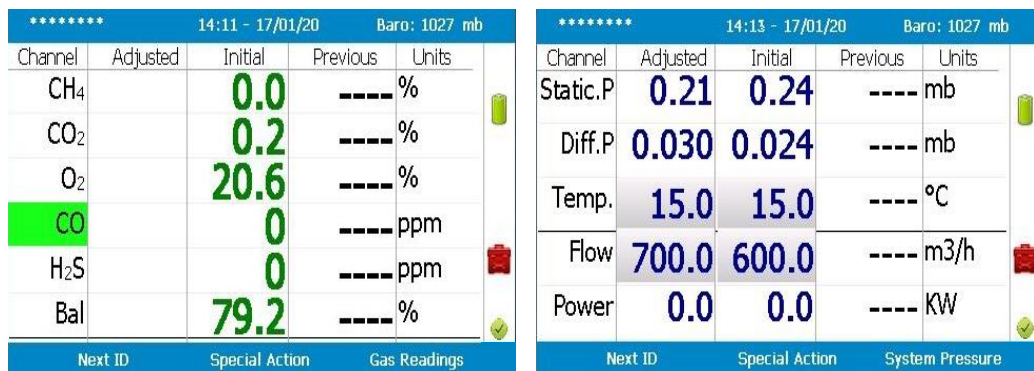 ******** 14:11 - 17/01/20 Baro: 1027 mb
Channel Adjusted Initial Previous Units
CH4 0.0 ---- %
CO2 0.2 ---- %
O2 20.6 ---- %
CO 0 ---- ppm
H2S 0 ---- ppm
Bal 79.2 ---- %
Next ID Special Action Gas Readings
******** 14:13 - 17/01/20 Baro: 1027 mb
Channel Adjusted Initial Previous Units
Static.P 0.21 0.24 ---- mb
Diff.P 0.030 0.024 ---- mb
Temp. 15.0 15.0 ---- °C
Flow 700.0 600.0 ---- m3/h
Power 0.0 0.0 ---- KW
Next ID Special Action System Pressure